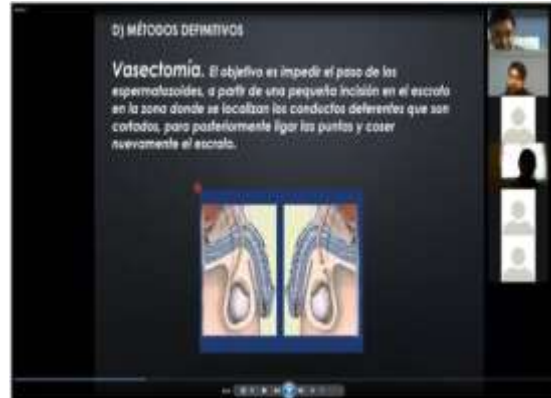 D) MÉTODOS DEFINITIVOS
Vasectomía. El objetivo es impedir el paso de los
espermatozoides, a partir de una pequeña incisión en el escroto
en la zona donde se localizan los conductos deferentes que son
cortados, para posteriormente ligar las puntas y coser
nuevamente el escroto.